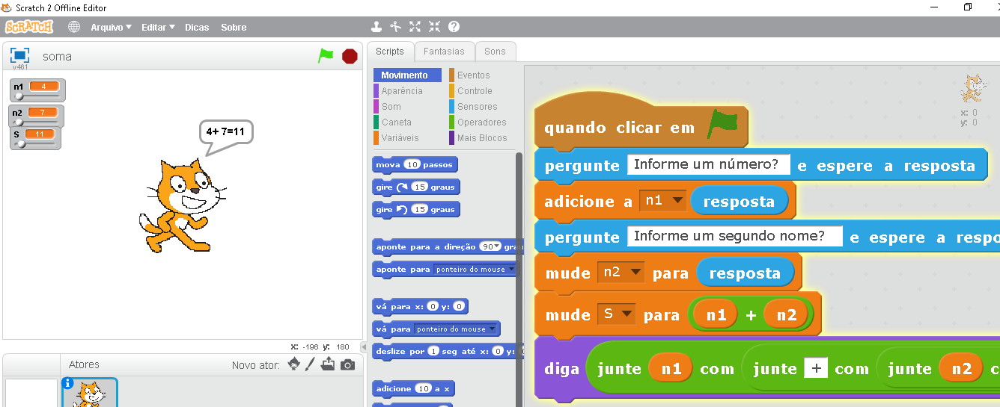 Scratch 2 Offline Editor
SCRATCH Arquivo Editar Dicas Sobre
soma
v461
n1 4
n2 7
S 11
4+ 7=11
x: -196 y: 180
Atores Novo ator:
Scripts Fantasias Sons
Movimento Eventos
Aparência Controle
Som Sensores
Caneta Operadores
Variáveis Mais Blocos
mova 10 passos
gire 15 graus
gire 15 graus
aponte para a direção 90 grau
aponte para ponteiro do mouse
vá para x: 0 y: 0
vá para ponteiro do mouse
deslize por 1 seg até x: 0 y:
adicione 10 a x
x: 0
y: 0
quando clicar em
pergunte Informe um número? e espere a resposta
adicione a n1 resposta
pergunte Informe um segundo nome? e espere a respo
mude n2 para resposta
mude S para n1 + n2
diga junte n1 com junte + com junte n2 c